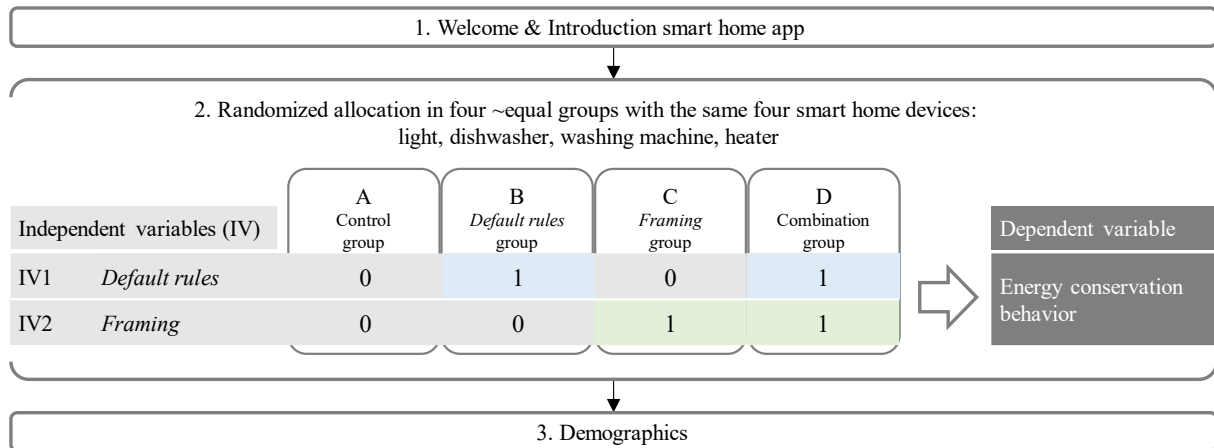 1. Welcome & Introduction smart home app
2. Randomized allocation in four ~equal groups with the same four smart home devices:
light, dishwasher, washing machine, heater
A B C D
Control Default rules Framing Combination
group group group group
Independent variables (IV) Dependent variable
IV1 Default rules 0 1 0 1 Energy conservation
behavior
IV2 Framing 0 0 1 1
3. Demographics